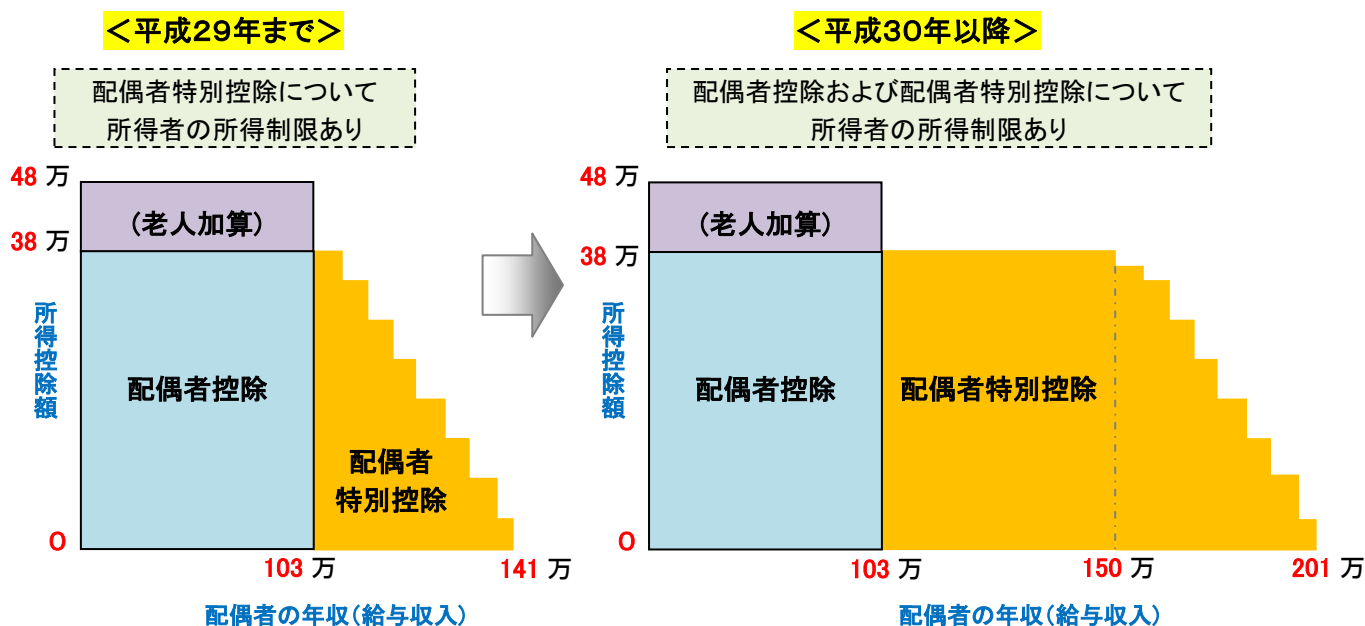 ＜平成29年まで＞
配偶者特別控除について
所得者の所得制限あり
48 万
(老人加算)
38 万
所得控除額
配偶者控除
配偶者
特別控除
0
103 万
141 万
配偶者の年収(給与収入)
＜平成30年以降＞
配偶者控除および配偶者特別控除について
所得者の所得制限あり
48 万
(老人加算)
38 万
所得控除額
配偶者控除
配偶者特別控除
0
103 万
150 万
201 万
配偶者の年収(給与収入)